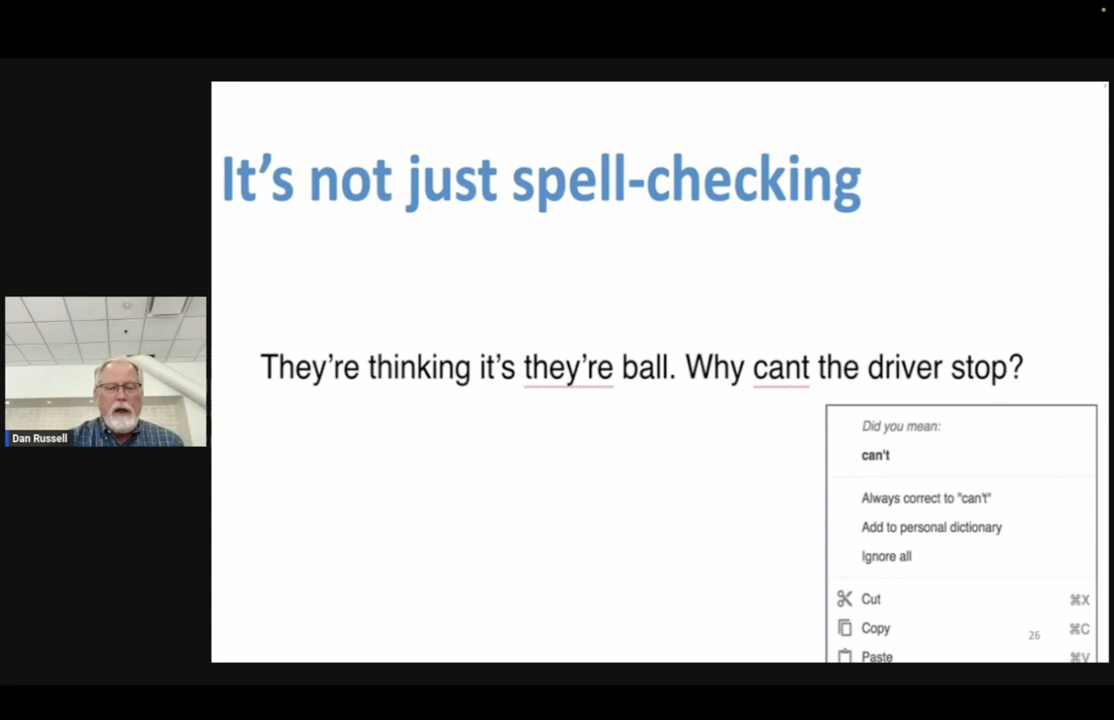 It’s not just spell-checking
They’re thinking it’s they’re ball. Why cant the driver stop?
Did you mean:
can't
Always correct to "can't"
Add to personal dictionary
Ignore all
Cut ⌘X
Copy ⌘C
26
Paste ⌘V
Dan Russell